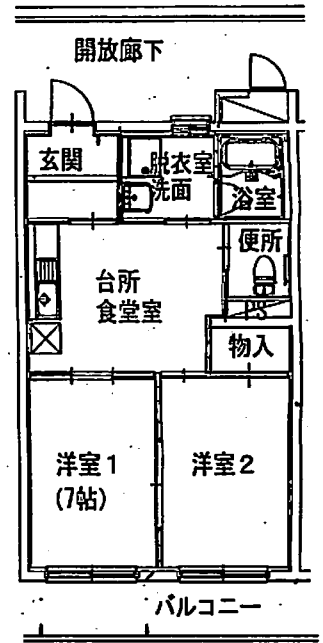 開放廊下
玄関
脱衣室
洗面
浴室
便所
台所
食堂室
PS
物入
洋室1
(7帖)
洋室2
バルコニー